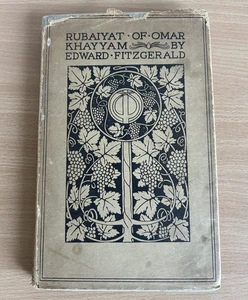 RUBAIYAT · OF · OMAR
KHAYYAM BY
EDWARD · FITZGERALD